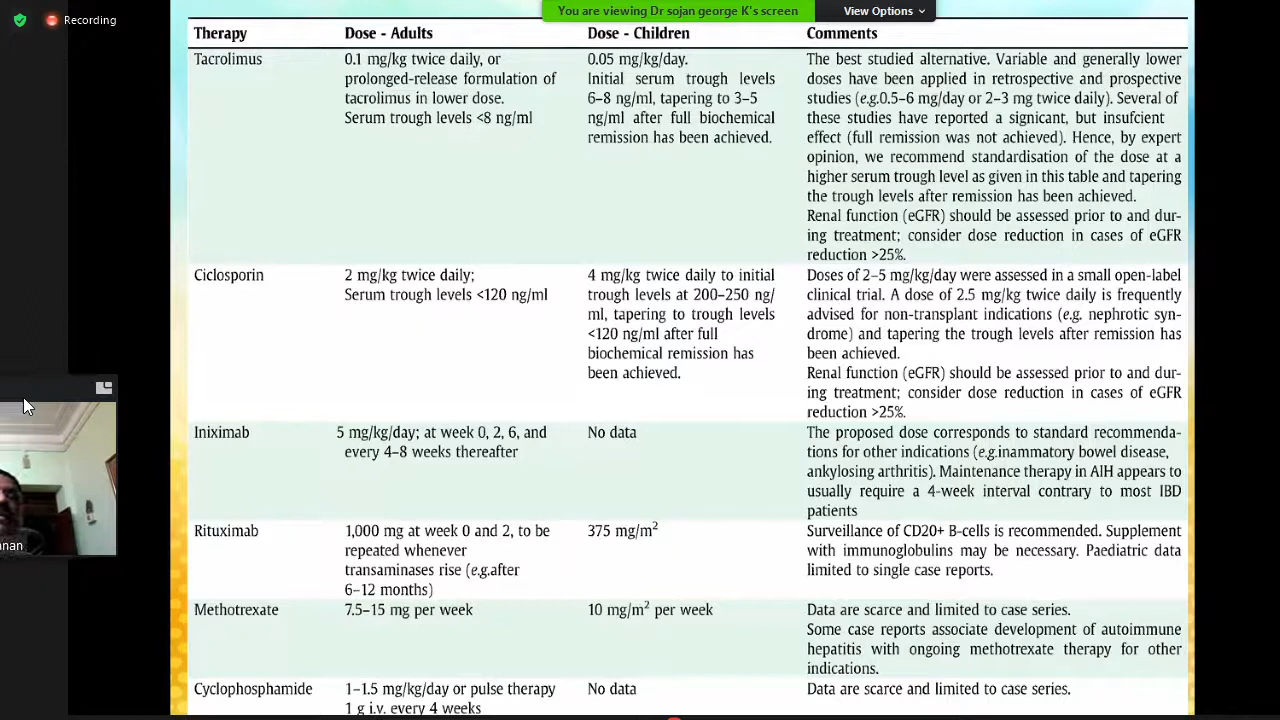 Recording
You are viewing Dr sojan george K's screen
View Options
Therapy Dose - Adults Dose - Children Comments
Tacrolimus 0.1 mg/kg twice daily, or 0.05 mg/kg/day. The best studied alternative. Variable and generally lower
prolonged-release formulation of Initial serum trough levels doses have been applied in retrospective and prospective
tacrolimus in lower dose. 6–8 ng/ml, tapering to 3–5 studies (e.g.0.5–6 mg/day or 2–3 mg twice daily). Several of
Serum trough levels <8 ng/ml ng/ml after full biochemical these studies have reported a signicant, but insufcient
remission has been achieved. effect (full remission was not achieved). Hence, by expert
opinion, we recommend standardisation of the dose at a
higher serum trough level as given in this table and tapering
the trough levels after remission has been achieved.
Renal function (eGFR) should be assessed prior to and dur-
ing treatment; consider dose reduction in cases of eGFR
reduction >25%.
Ciclosporin 2 mg/kg twice daily; 4 mg/kg twice daily to initial Doses of 2–5 mg/kg/day were assessed in a small open-label
Serum trough levels <120 ng/ml trough levels at 200–250 ng/ clinical trial. A dose of 2.5 mg/kg twice daily is frequently
ml, tapering to trough levels advised for non-transplant indications (e.g. nephrotic syn-
<120 ng/ml after full drome) and tapering the trough levels after remission has
biochemical remission has been achieved.
been achieved. Renal function (eGFR) should be assessed prior to and dur-
ing treatment; consider dose reduction in cases of eGFR
reduction >25%.
Iniximab 5 mg/kg/day; at week 0, 2, 6, and No data The proposed dose corresponds to standard recommenda-
every 4–8 weeks thereafter tions for other indications (e.g.inammatory bowel disease,
ankylosing arthritis). Maintenance therapy in AIH appears to
usually require a 4-week interval contrary to most IBD
patients
Rituximab 1,000 mg at week 0 and 2, to be 375 mg/m² Surveillance of CD20+ B-cells is recommended. Supplement
repeated whenever with immunoglobulins may be necessary. Paediatric data
transaminases rise (e.g.after limited to single case reports.
6–12 months)
Methotrexate 7.5–15 mg per week 10 mg/m² per week Data are scarce and limited to case series.
Some case reports associate development of autoimmune
hepatitis with ongoing methotrexate therapy for other
indications.
Cyclophosphamide 1–1.5 mg/kg/day or pulse therapy No data Data are scarce and limited to case series.
1 g i.v. every 4 weeks
nan